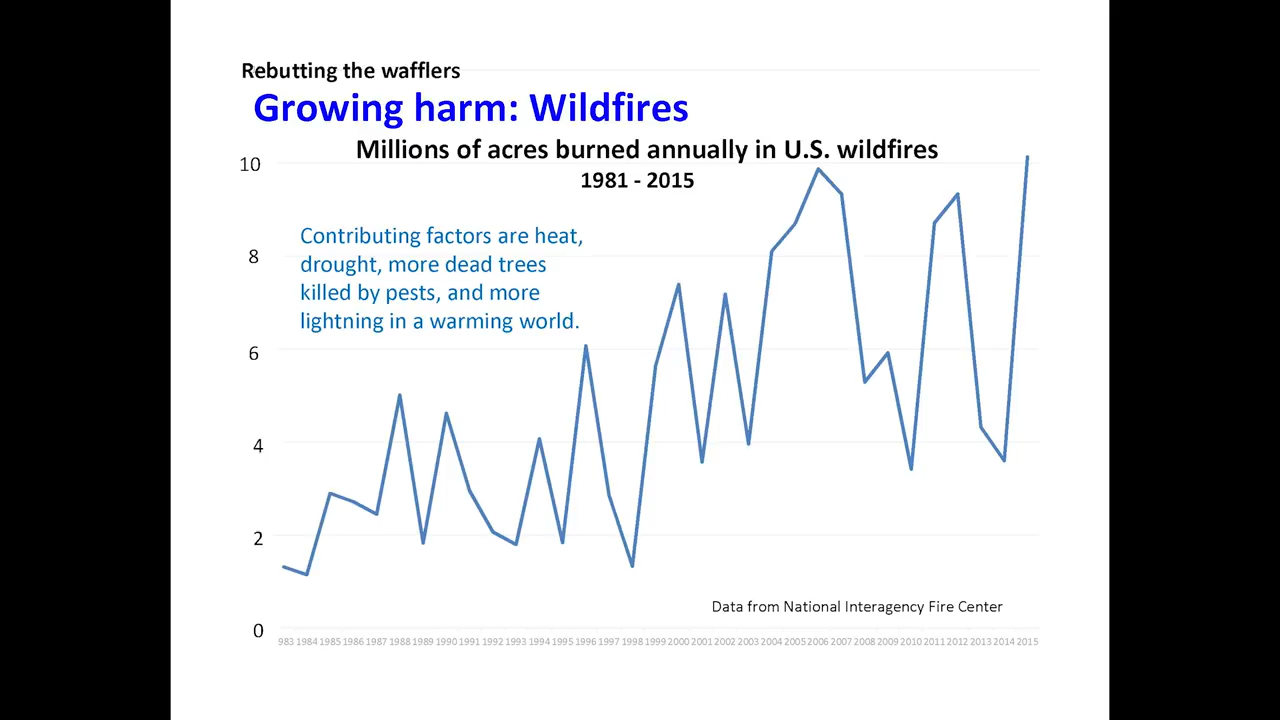 Rebutting the wafflers
Growing harm: Wildfires
Millions of acres burned annually in U.S. wildfires
1981 - 2015
10
Contributing factors are heat,
drought, more dead trees
killed by pests, and more
lightning in a warming world.
8
6
4
2
Data from National Interagency Fire Center
0
983 1984 1985 1986 1987 1988 1989 1990 1991 1992 1993 1994 1995 1996 1997 1998 1999 2000 2001 2002 2003 2004 2005 2006 2007 2008 2009 2010 2011 2012 2013 2014 2015